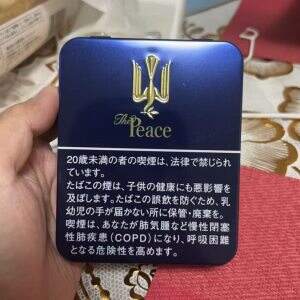 The
Peace
20歳未満の者の喫煙は、法律で禁じられ
ています。
たばこの煙は、子供の健康にも悪影響を
及ぼします。たばこの誤飲を防ぐため、乳
幼児の手が届かない所に保管・廃棄を。
喫煙は、あなたが肺気腫など慢性閉塞
性肺疾患（COPD）になり、呼吸困難
となる危険性を高めます。